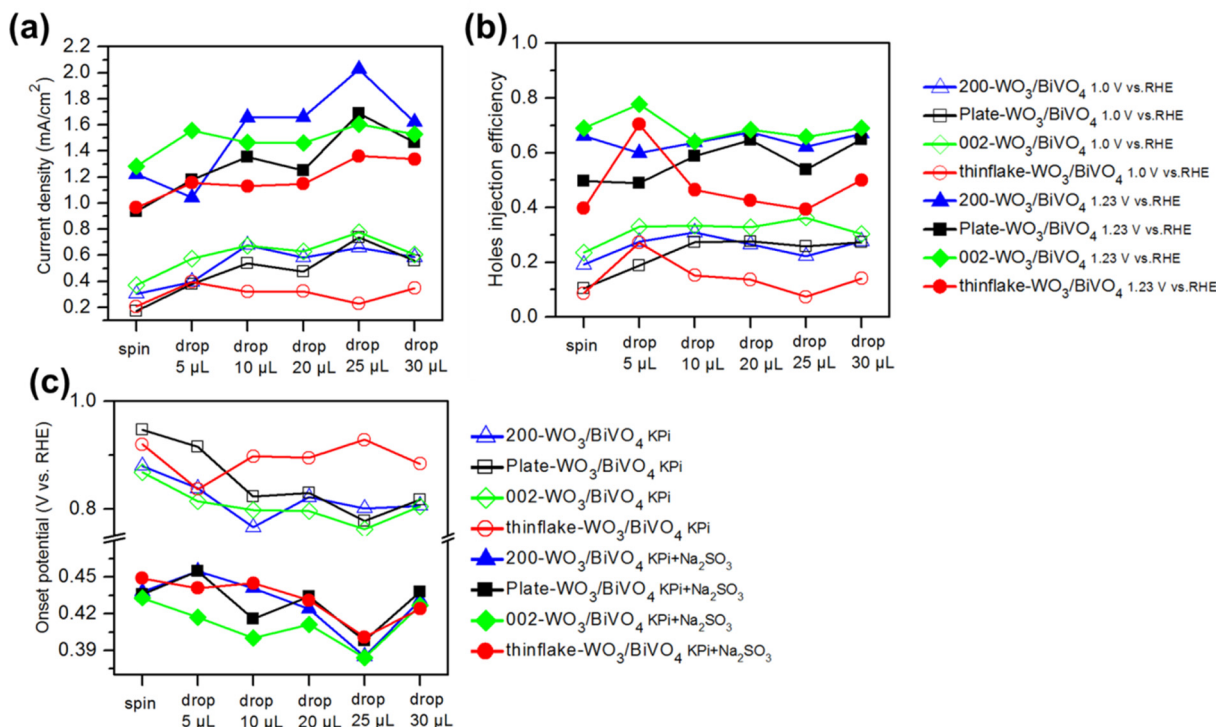 (a)
Current density (mA/cm²)
2.2
2.0
1.8
1.6
1.4
1.2
1.0
0.8
0.6
0.4
0.2
spin
drop 5 µL
drop 10 µL
drop 20 µL
drop 25 µL
drop 30 µL
(b)
Holes injection efficiency
1.0
0.8
0.6
0.4
0.2
0.0
spin
drop 5 µL
drop 10 µL
drop 20 µL
drop 25 µL
drop 30 µL
200-WO₃/BiVO₄ 1.0 V vs.RHE
Plate-WO₃/BiVO₄ 1.0 V vs.RHE
002-WO₃/BiVO₄ 1.0 V vs.RHE
thinflake-WO₃/BiVO₄ 1.0 V vs.RHE
200-WO₃/BiVO₄ 1.23 V vs.RHE
Plate-WO₃/BiVO₄ 1.23 V vs.RHE
002-WO₃/BiVO₄ 1.23 V vs.RHE
thinflake-WO₃/BiVO₄ 1.23 V vs.RHE
(c)
Onset potential (V vs. RHE)
1.0
0.8
0.45
0.42
0.39
spin
drop 5 µL
drop 10 µL
drop 20 µL
drop 25 µL
drop 30 µL
200-WO₃/BiVO₄ KPi
Plate-WO₃/BiVO₄ KPi
002-WO₃/BiVO₄ KPi
thinflake-WO₃/BiVO₄ KPi
200-WO₃/BiVO₄ KPi+Na₂SO₃
Plate-WO₃/BiVO₄ KPi+Na₂SO₃
002-WO₃/BiVO₄ KPi+Na₂SO₃
thinflake-WO₃/BiVO₄ KPi+Na₂SO₃